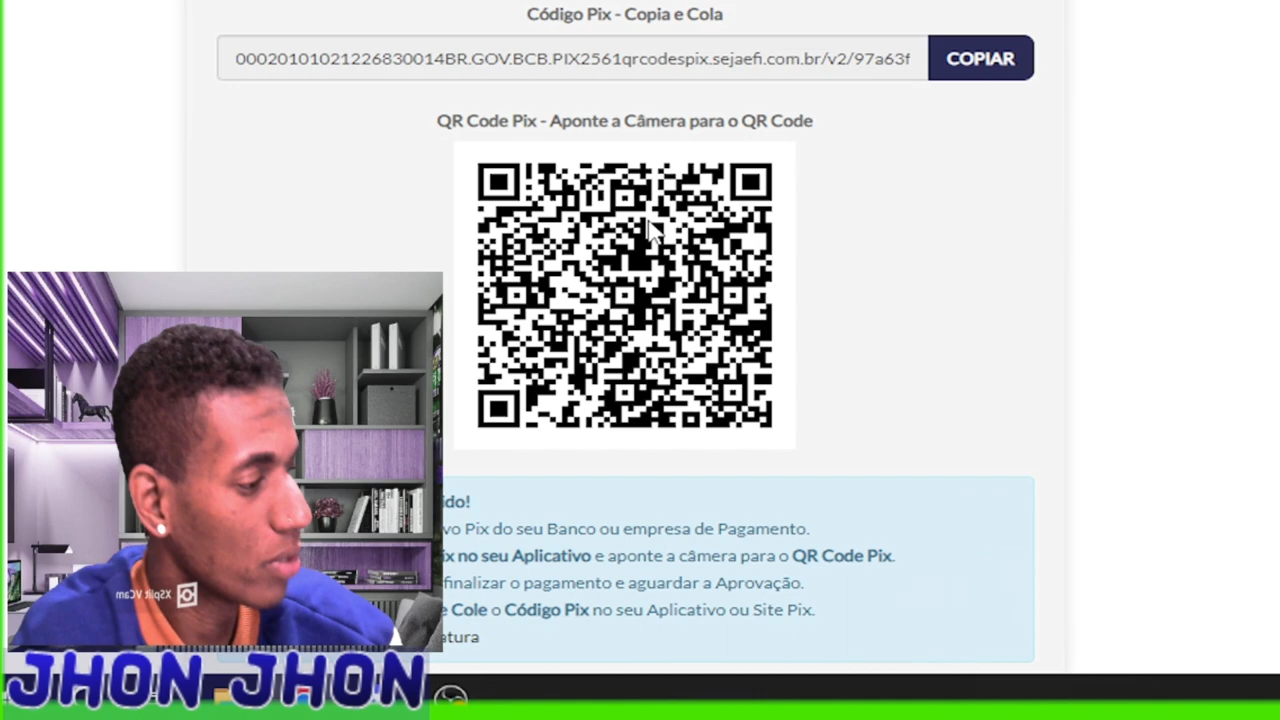 Código Pix - Copia e Cola
00020101021226830014BR.GOV.BCB.PIX2561qrcodespix.sejaefi.com.br/v2/97a63f
COPIAR
QR Code Pix - Aponte a Câmera para o QR Code
ido!
vo Pix do seu Banco ou empresa de Pagamento.
ix no seu Aplicativo e aponte a câmera para o QR Code Pix.
finalizar o pagamento e aguardar a Aprovação.
e Cole o Código Pix no seu Aplicativo ou Site Pix.
atura
XSplit VCam
JHON JHON